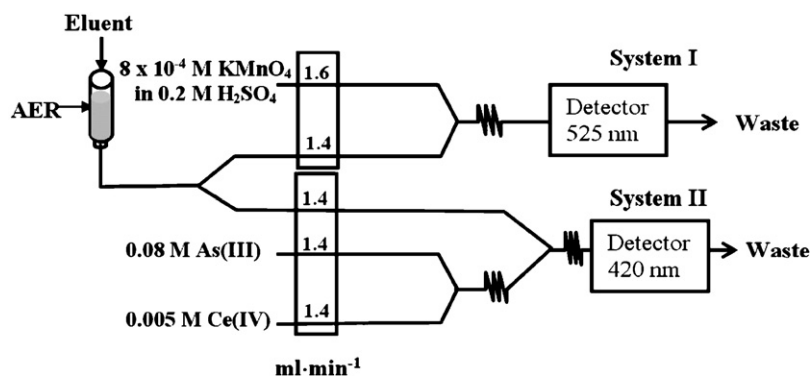 Eluent
AER
8 x 10⁻⁴ M KMnO₄
in 0.2 M H₂SO₄
1.6
1.4
System I
Detector
525 nm
Waste
1.4
System II
0.08 M As(III)
1.4
Detector
420 nm
Waste
0.005 M Ce(IV)
1.4
ml·min⁻¹